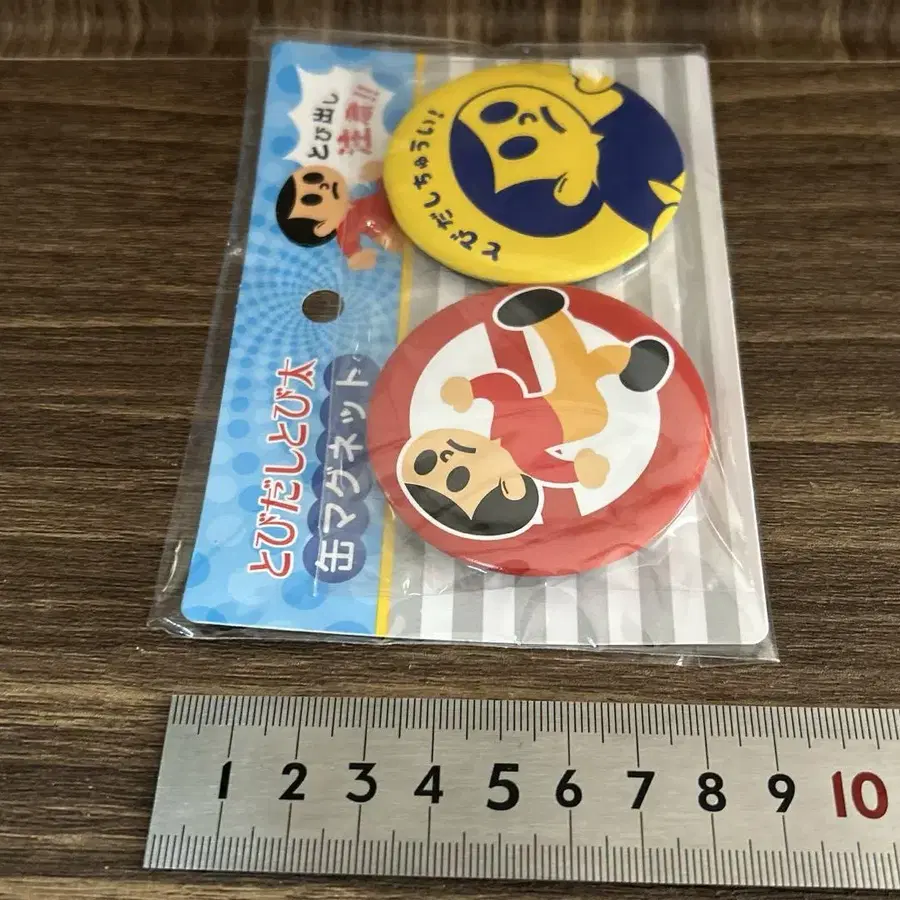 とび出し
注意!!
とびだしとび太
缶マグネット
とびだしちゅうい!
1 2 3 4 5 6 7 8 9 10